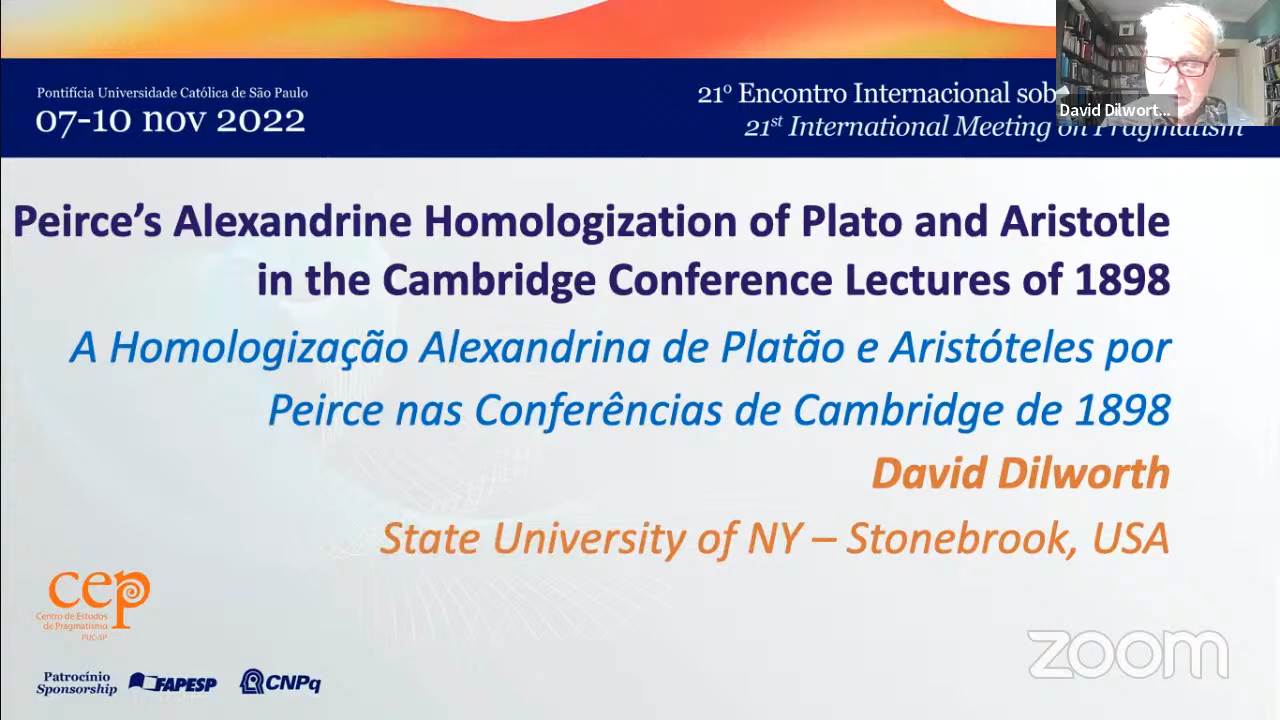 Pontifícia Universidade Católica de São Paulo
07-10 nov 2022
21º Encontro Internacional sob
21st International Meeting on Pragmatism
David Dilwort...
Peirce’s Alexandrine Homologization of Plato and Aristotle
in the Cambridge Conference Lectures of 1898
A Homologização Alexandrina de Platão e Aristóteles por
Peirce nas Conferências de Cambridge de 1898
David Dilworth
State University of NY – Stonebrook, USA
cep
Centro de Estudos
de Pragmatismo
PUC-SP
Patrocínio
Sponsorship
FAPESP
CNPq
zoom